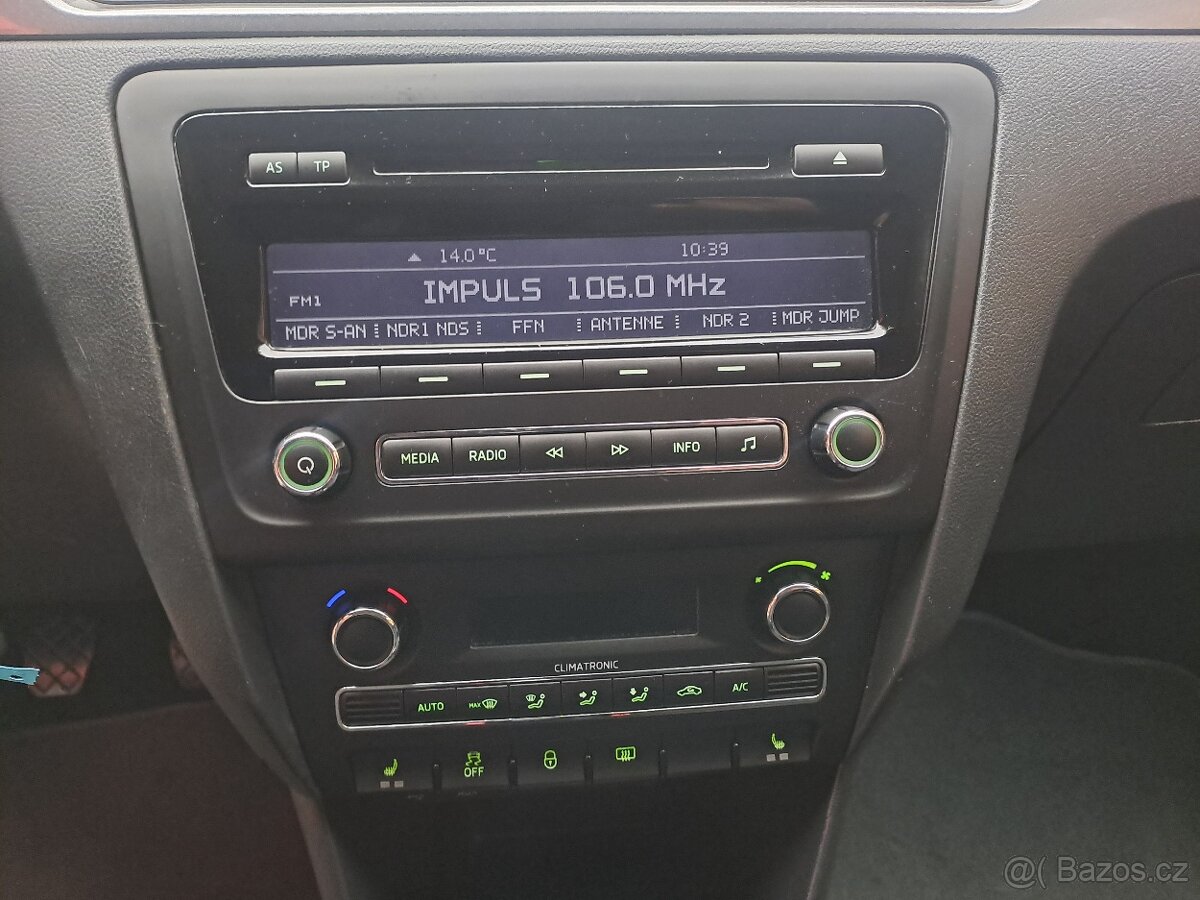 AS TP
14.0°C 10:39
FM1 IMPULS 106.0 MHz
MDR S-AN NDR1 NDS FFN ANTENNE NDR 2 MDR JUMP
MEDIA RADIO INFO
CLIMATRONIC
AUTO MAX A/C
OFF
@( Bazos.cz